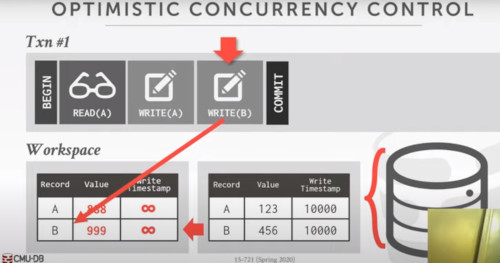 OPTIMISTIC CONCURRENCY CONTROL
Txn #1
BEGIN
READ(A)
WRITE(A)
WRITE(B)
COMMIT
Workspace
Record Value Write Timestamp
A 888 ∞
B 999 ∞
Record Value Write Timestamp
A 123 10000
B 456 10000
CMU-DB
15-721 (Spring 2020)